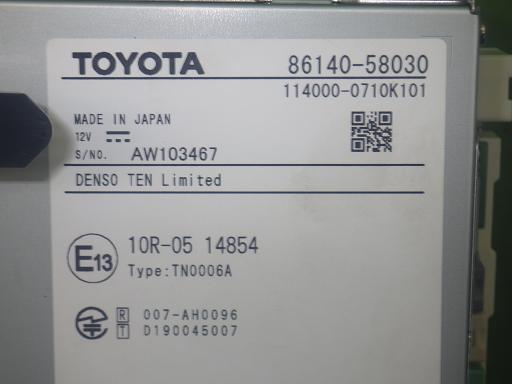 TOYOTA 86140-58030
114000-0710K101
MADE IN JAPAN
12V
S/NO. AW103467
DENSO TEN Limited
E13 10R-05 14854
Type:TN0006A
R 007-AH0096
T D190045007